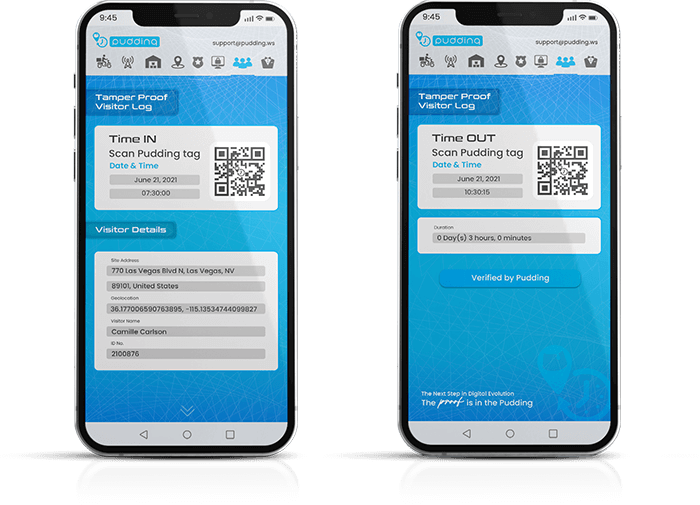 9:45
pudding
support@pudding.ws
Tamper Proof
Visitor Log
Time IN
Scan Pudding tag
Date & Time
June 21, 2021
07:30:00
Visitor Details
Site Address
770 Las Vegas Blvd N, Las Vegas, NV
89101, United States
Geolocation
36.177006590763895, -115.13534744099827
Visitor Name
Camille Carlson
ID No.
2100876
9:45
pudding
support@pudding.ws
Tamper Proof
Visitor Log
Time OUT
Scan Pudding tag
Date & Time
June 21, 2021
10:30:15
Duration
0 Day(s) 3 hours, 0 minutes
Verified by Pudding
The Next Step in Digital Evolution
The proof is in the Pudding